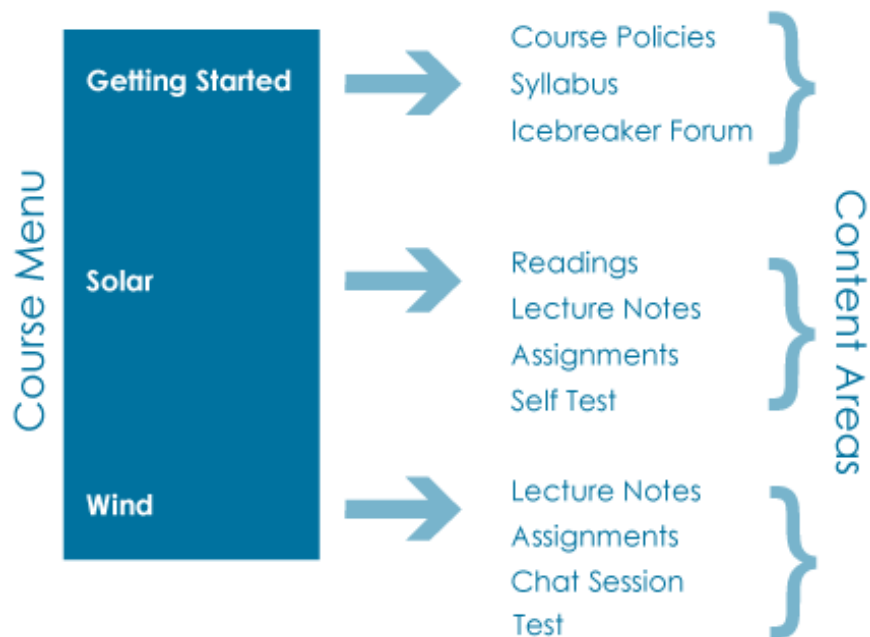 Course Menu
Getting Started
Course Policies
Syllabus
Icebreaker Forum
Solar
Readings
Lecture Notes
Assignments
Self Test
Wind
Lecture Notes
Assignments
Chat Session
Test
Content Areas